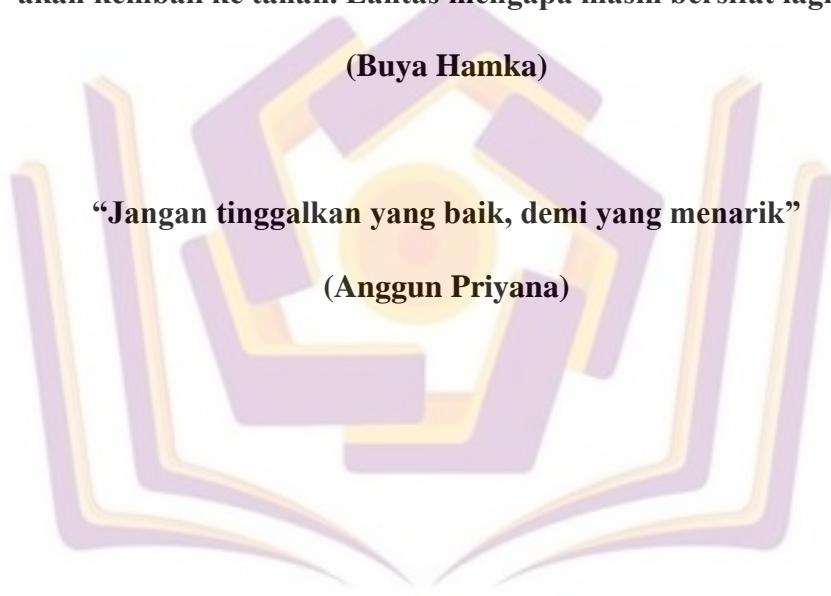 akan kembali ke tanah. Lantas mengapa masih bersifat
(Buya Hamka)
“Jangan tinggalkan yang baik, demi yang menarik”
(Anggun Priyana)